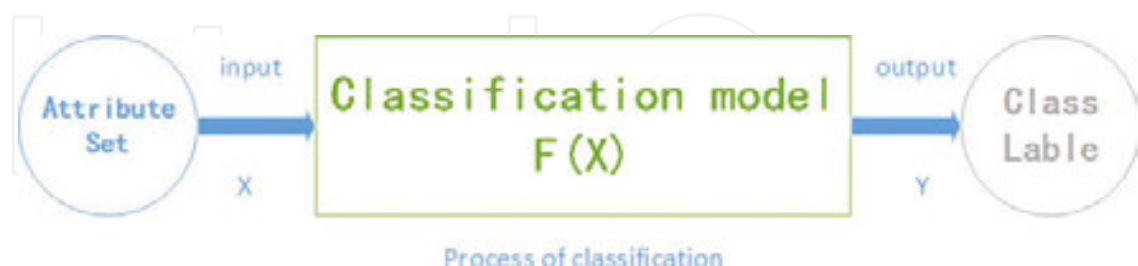 input
output
Attribute
Set
Classification model
F(X)
Class
Lable
X
Y
Process of classification